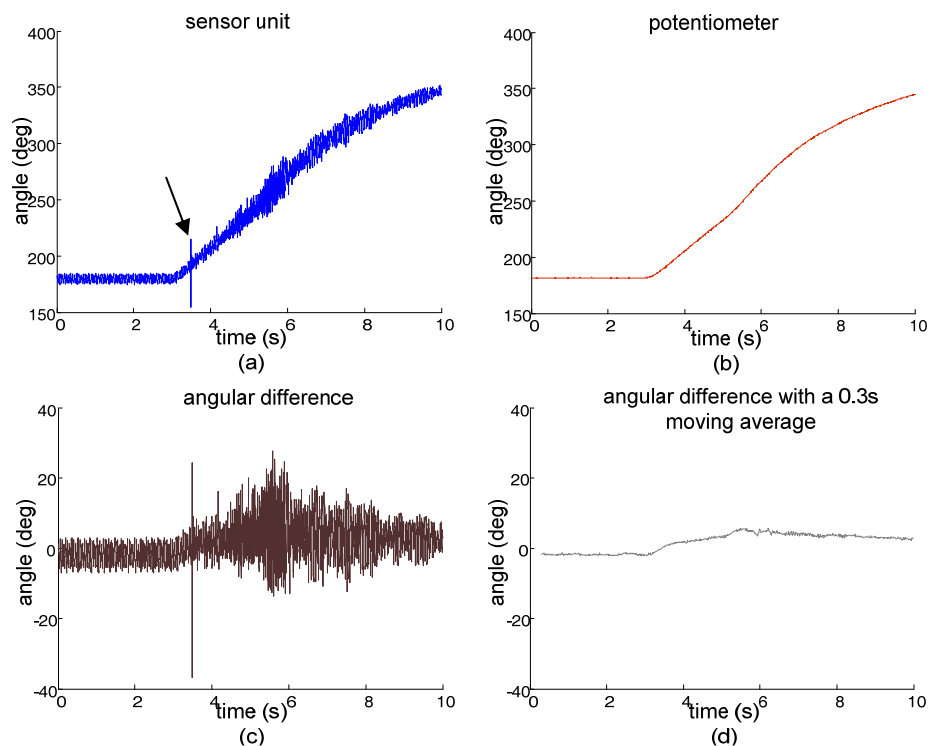 sensor unit
400
350
300
250
200
150
angle (deg)
0
2
4
6
8
10
time (s)
(a)
potentiometer
400
350
300
250
200
150
angle (deg)
0
2
4
6
8
10
time (s)
(b)
angular difference
40
20
0
-20
-40
angle (deg)
0
2
4
6
8
10
time (s)
(c)
angular difference with a 0.3s
moving average
40
20
0
-20
-40
angle (deg)
0
2
4
6
8
10
time (s)
(d)